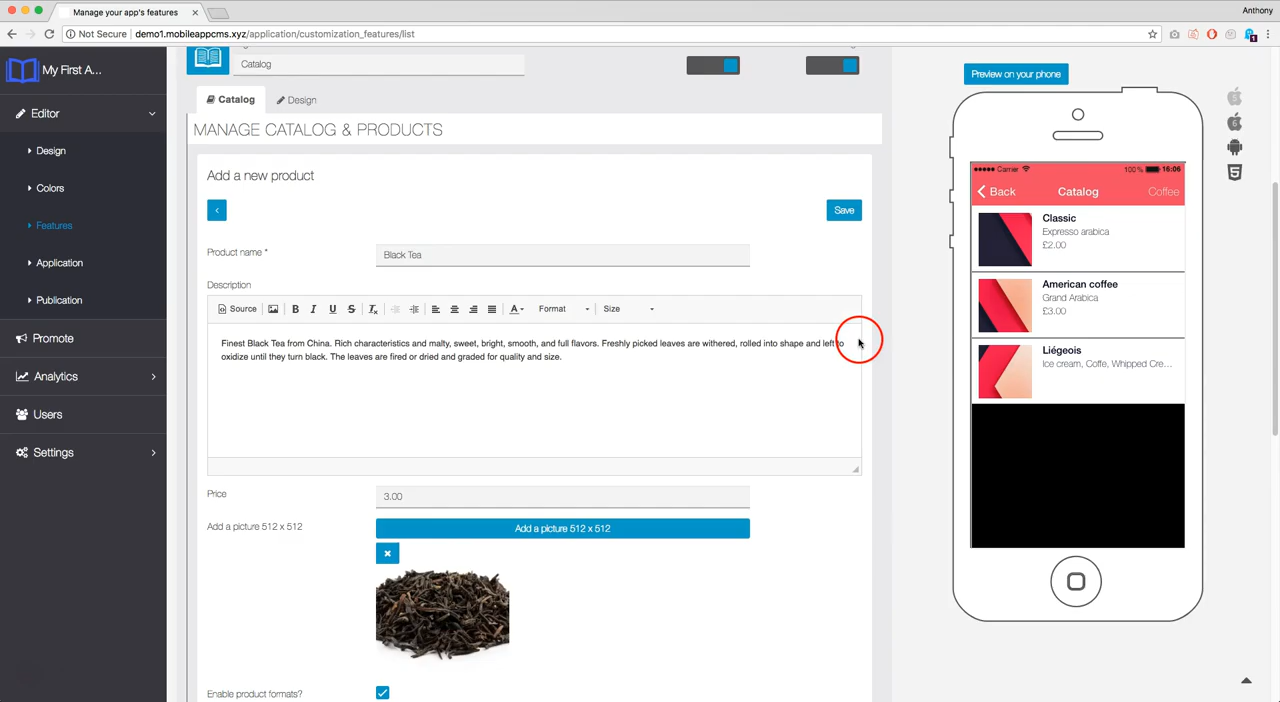 Manage your app's features
Anthony
Not Secure demo1.mobileappcms.xyz/application/customization_features/list
1
My First A...
Editor
Design
Colors
Features
Application
Publication
Promote
Analytics
Users
Settings
Catalog
Catalog
Design
MANAGE CATALOG & PRODUCTS
Add a new product
Save
Product name *
Black Tea
Description
Source
B I U S
Format
Size
Finest Black Tea from China. Rich characteristics and malty, sweet, bright, smooth, and full flavors. Freshly picked leaves are withered, rolled into shape and left to
oxidize until they turn black. The leaves are fired or dried and graded for quality and size.
Price
3.00
Add a picture 512 x 512
Add a picture 512 x 512
Enable product formats?
Preview on your phone
Carrier 100% 16:06
Back Catalog Coffee
Classic
Expresso arabica
£2.00
American coffee
Grand Arabica
£3.00
Liégeois
Ice cream, Coffe, Whipped Cre...